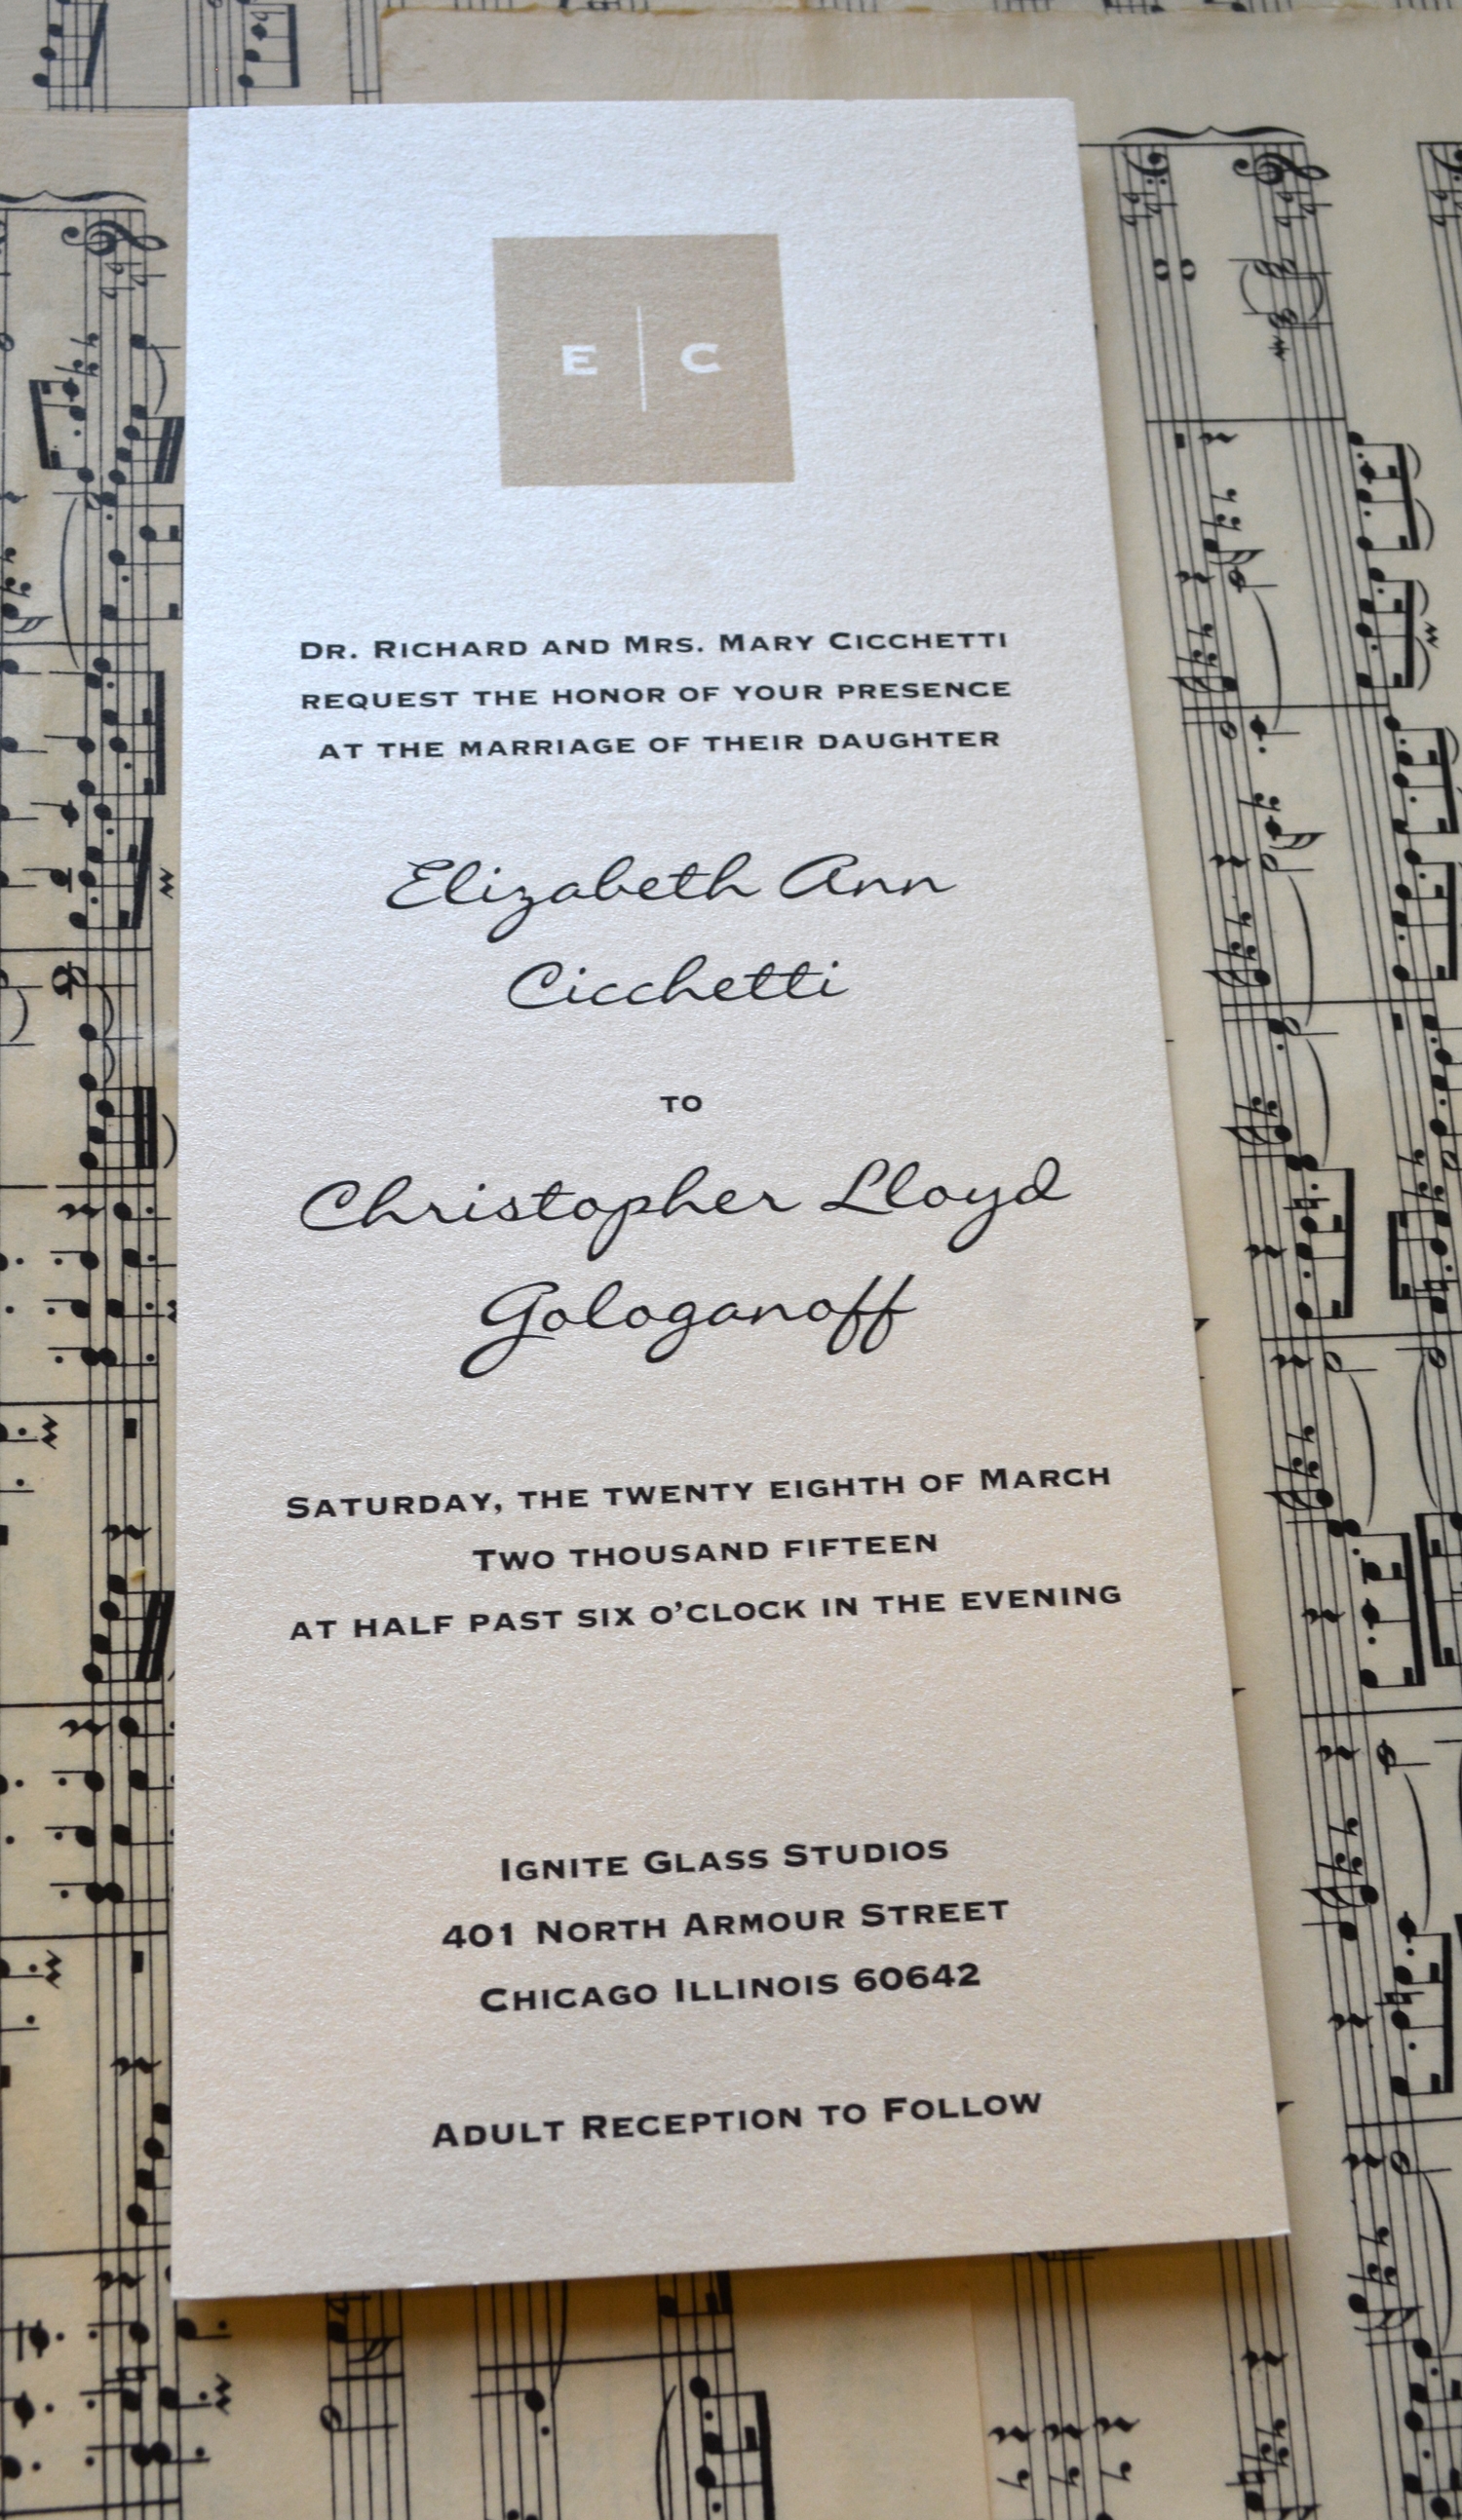 E | C
Dr. Richard and Mrs. Mary Cicchetti
request the honor of your presence
at the marriage of their daughter
Elizabeth Ann
Cicchetti
to
Christopher Lloyd
Gologanoff
Saturday, the twenty eighth of March
Two thousand fifteen
at half past six o’clock in the evening
Ignite Glass Studios
401 North Armour Street
Chicago Illinois 60642
Adult Reception to Follow